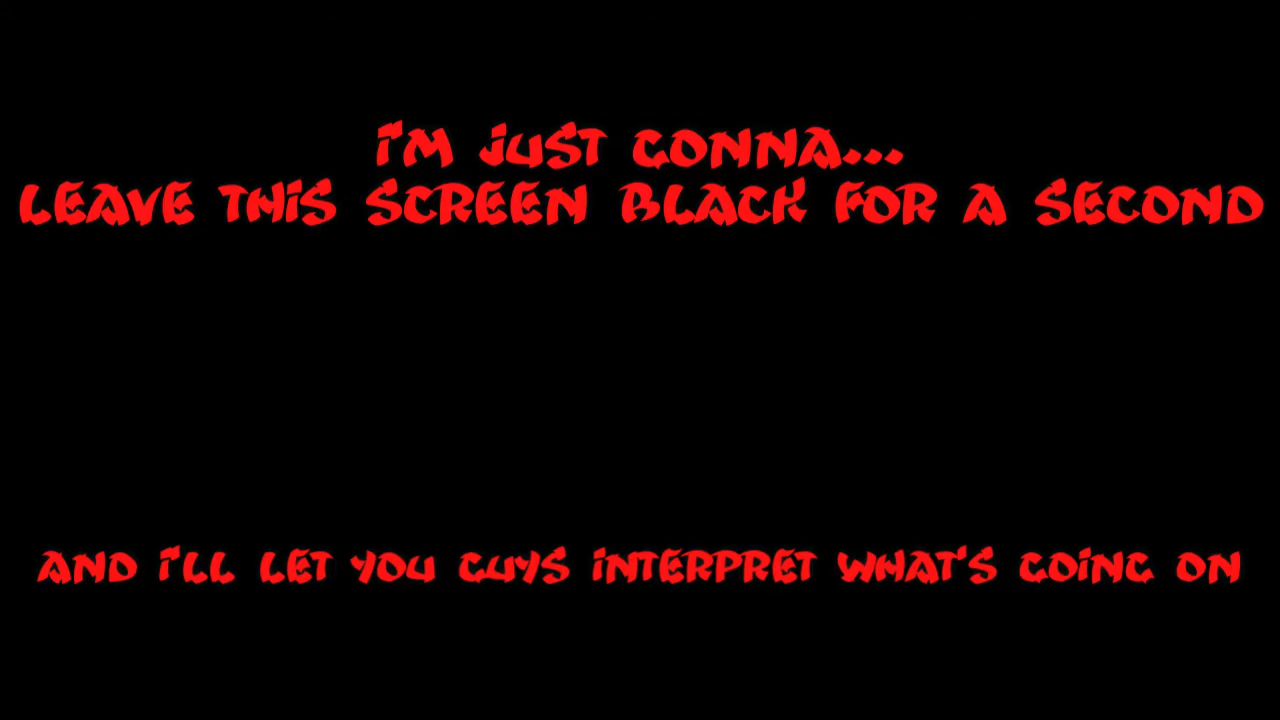 I'M JUST GONNA...
LEAVE THIS SCREEN BLACK FOR A SECOND
AND I'LL LET YOU GUYS INTERPRET WHAT'S GOING ON